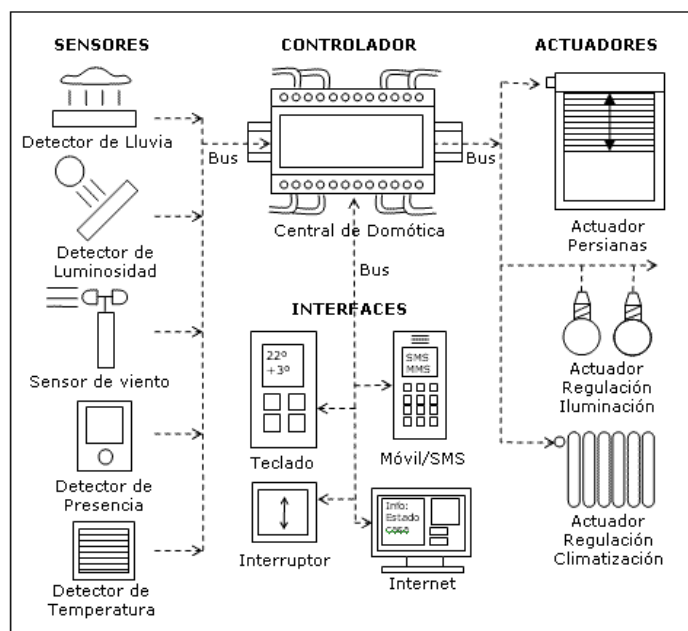 SENSORES
CONTROLADOR
ACTUADORES
Detector de Lluvia
Bus
Bus
Detector de
Luminosidad
Central de Domótica
Actuador
Persianas
Bus
INTERFACES
Sensor de viento
22º
+3º
SMS
MMS
Actuador
Regulación
Iluminación
Teclado
Móvil/SMS
Detector de
Presencia
Info:
Estado
casa
Interruptor
Internet
Actuador
Regulación
Climatización
Detector de
Temperatura